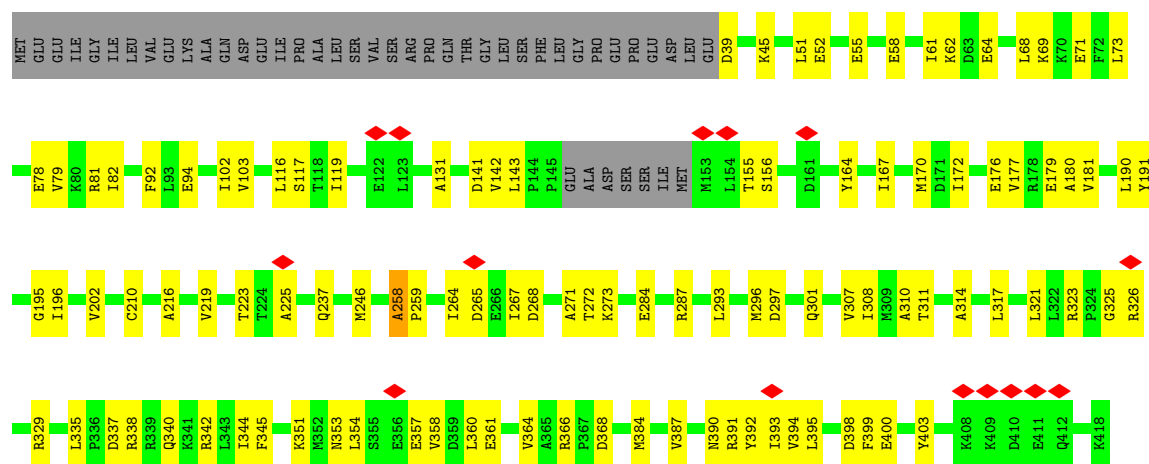 MET GLU GLU ILE GLY ILE LEU VAL GLU LYS ALA GLN ASP GLU ILE PRO ALA LEU SER VAL SER ARG PRO GLN THR GLY LEU SER PHE LEU GLY PRO GLU PRO GLU ASP LEU GLU D39 K45 L51 E52 E55 E58 I61 K62 D63 E64 L68 K69 K70 E71 F72 L73
E78 V79 K80 R81 I82 F92 L93 E94 I102 V103 L116 S117 T118 I119 E122 L123 A131 D141 V142 L143 P144 P145 GLU ALA ASP SER SER ILE MET M153 L154 T155 S156 D161 Y164 I167 M170 D171 I172 E176 V177 R178 E179 A180 V181 L190 Y191
G195 I196 V202 C210 A216 V219 T223 T224 A225 Q237 M246 A258 P259 I264 D265 E266 I267 D268 A271 T272 K273 E284 R287 L293 M296 D297 Q301 V307 I308 M309 A310 T311 A314 L317 L321 L322 R323 P324 G325 R326
R329 L335 P336 D337 R338 R339 Q340 K341 R342 L343 I344 F345 K351 M352 N353 L354 S355 E356 E357 V358 D359 L360 E361 V364 A365 R366 P367 D368 M384 V387 N390 R391 Y392 I393 V394 L395 D398 F399 E400 Y403 K408 K409 D410 E411 Q412 K418